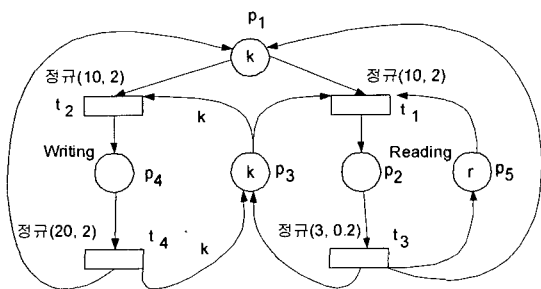 p1
k
정규(10, 2)
정규(10, 2)
t2
k
t1
Writing
k
p3
Reading
r
p4
p2
p5
정규(20, 2)
t4
k
정규(3, 0.2)
t3